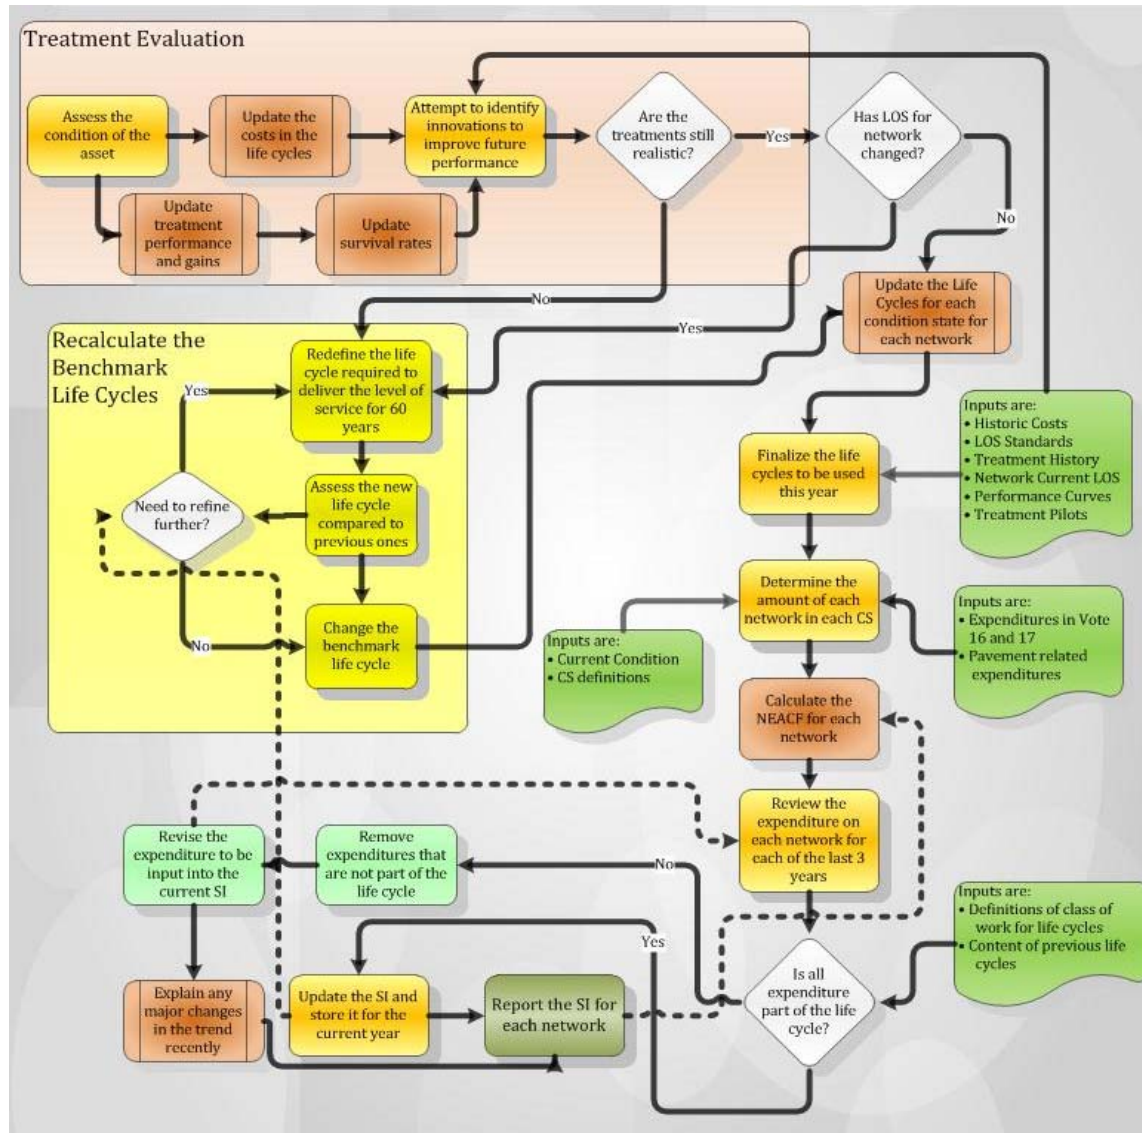 Treatment Evaluation
Assess the
condition of the
asset
Update the
costs in the
life cycles
Attempt to identify
innovations to
improve future
performance
Are the
treatments still
realistic?
Yes
Has LOS for
network
changed?
Update
treatment
performance
and gains
Update
survival rates
No
No
Yes
Update the Life
Cycles for each
condition state for
each network
Recalculate the
Benchmark
Life Cycles
Redefine the life
cycle required to
deliver the level of
service for 60
years
Yes
Need to refine
further?
Assess the new
life cycle
compared to
previous ones
No
Change the
benchmark
life cycle
Inputs are:
• Historic Costs
• LOS Standards
• Treatment History
• Network Current LOS
• Performance Curves
• Treatment Pilots
Finalize the life
cycles to be used
this year
Determine the
amount of each
network in each CS
Inputs are:
• Current Condition
• CS definitions
Inputs are:
• Expenditures in Vote
16 and 17
• Pavement related
expenditures
Calculate the
NEACF for each
network
Review the
expenditure on
each network for
each of the last 3
years
Revise the
expenditure to be
input into the
current SI
Remove
expenditures that
are not part of the
life cycle
No
Yes
Inputs are:
• Definitions of class of
work for life cycles
• Content of previous life
cycles
Is all
expenditure
part of the life
cycle?
Explain any
major changes
in the trend
recently
Update the SI and
store it for the
current year
Report the SI for
each network